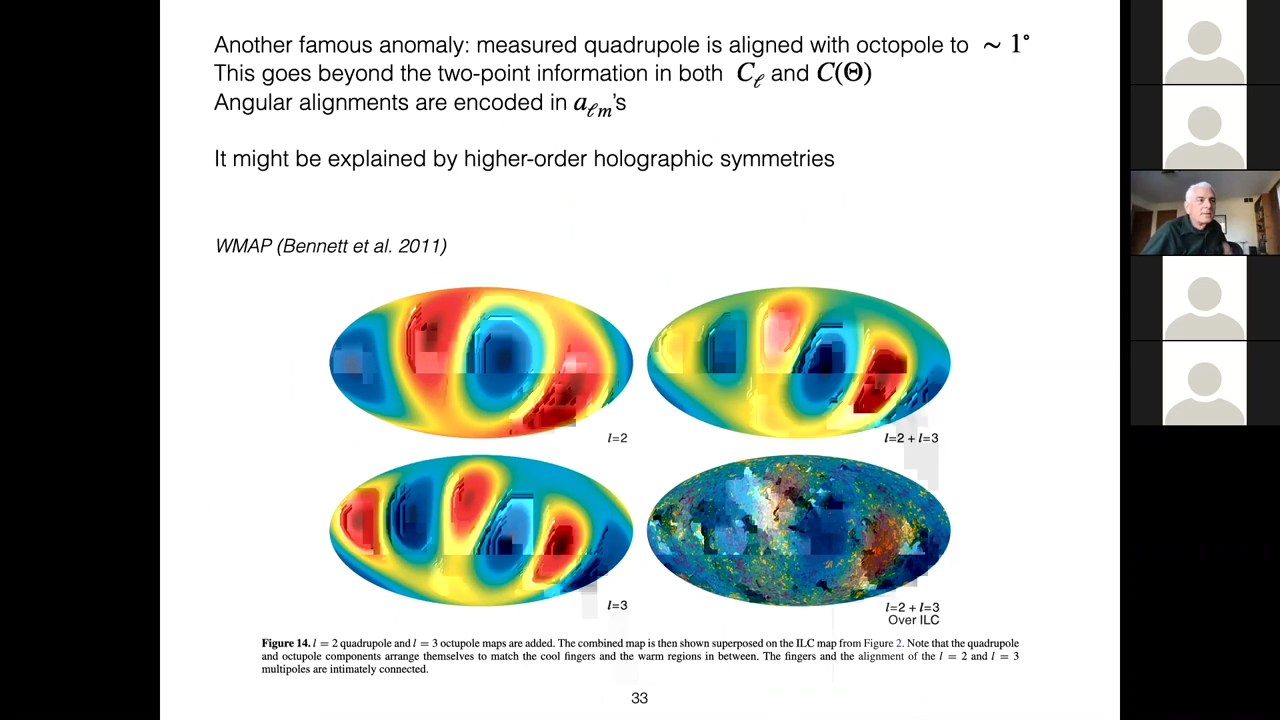 Another famous anomaly: measured quadrupole is aligned with octopole to ∼ 1°
This goes beyond the two-point information in both Cℓ and C(Θ)
Angular alignments are encoded in aℓm's
It might be explained by higher-order holographic symmetries
WMAP (Bennett et al. 2011)
l=2
l=2 + l=3
l=3
l=2 + l=3
Over ILC
Figure 14. l = 2 quadrupole and l = 3 octupole maps are added. The combined map is then shown superposed on the ILC map from Figure 2. Note that the quadrupole
and octupole components arrange themselves to match the cool fingers and the warm regions in between. The fingers and the alignment of the l = 2 and l = 3
multipoles are intimately connected.
33